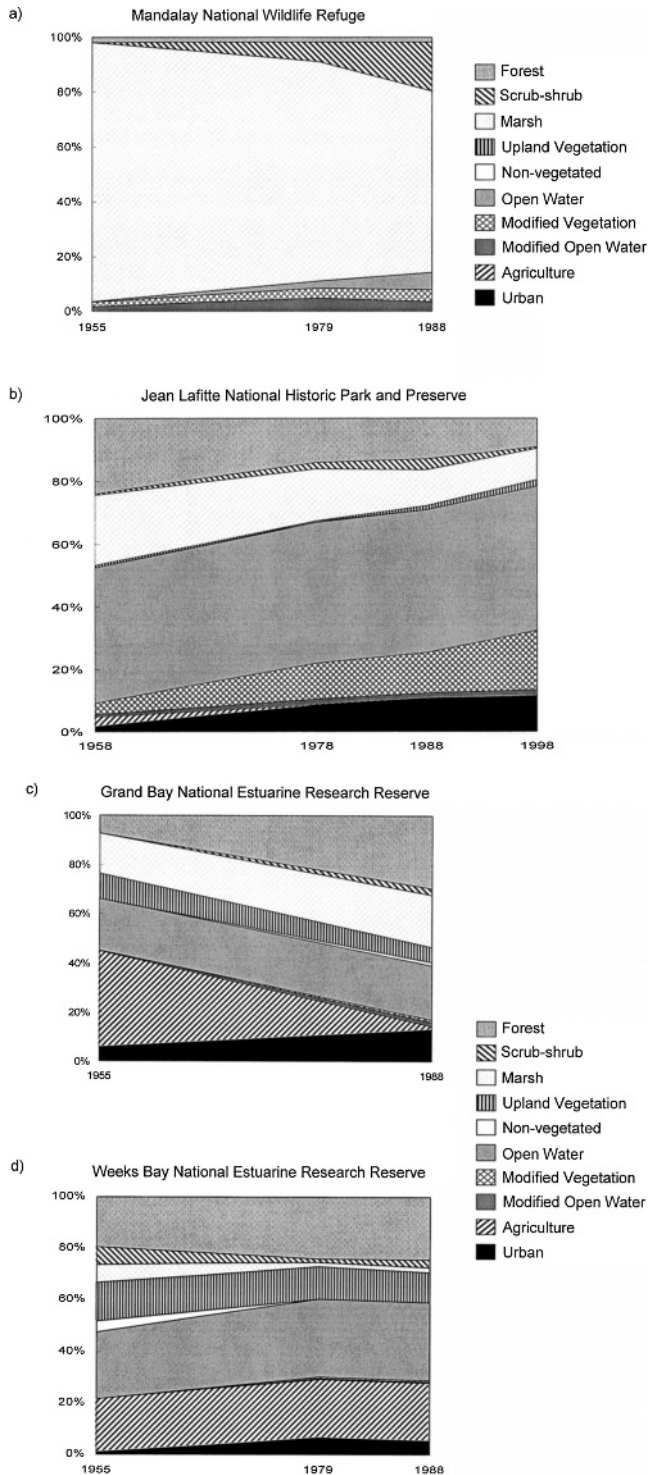 a)
Mandalay National Wildlife Refuge
100%
80%
60%
40%
20%
0%
1955
1979
1988
Forest
Scrub-shrub
Marsh
Upland Vegetation
Non-vegetated
Open Water
Modified Vegetation
Modified Open Water
Agriculture
Urban
b)
Jean Lafitte National Historic Park and Preserve
100%
80%
60%
40%
20%
0%
1958
1978
1988
1998
c)
Grand Bay National Estuarine Research Reserve
100%
80%
60%
40%
20%
0%
1955
1988
Forest
Scrub-shrub
Marsh
Upland Vegetation
Non-vegetated
Open Water
Modified Vegetation
Modified Open Water
Agriculture
Urban
d)
Weeks Bay National Estuarine Research Reserve
100%
80%
60%
40%
20%
0%
1955
1979
1988